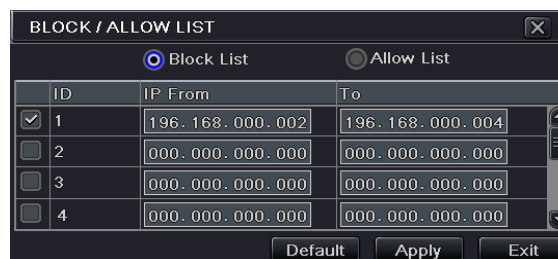 BLOCK / ALLOW LIST
Block List Allow List
ID IP From To
1 196.168.000.002 196.168.000.004
2 000.000.000.000 000.000.000.000
3 000.000.000.000 000.000.000.000
4 000.000.000.000 000.000.000.000
Default Apply Exit